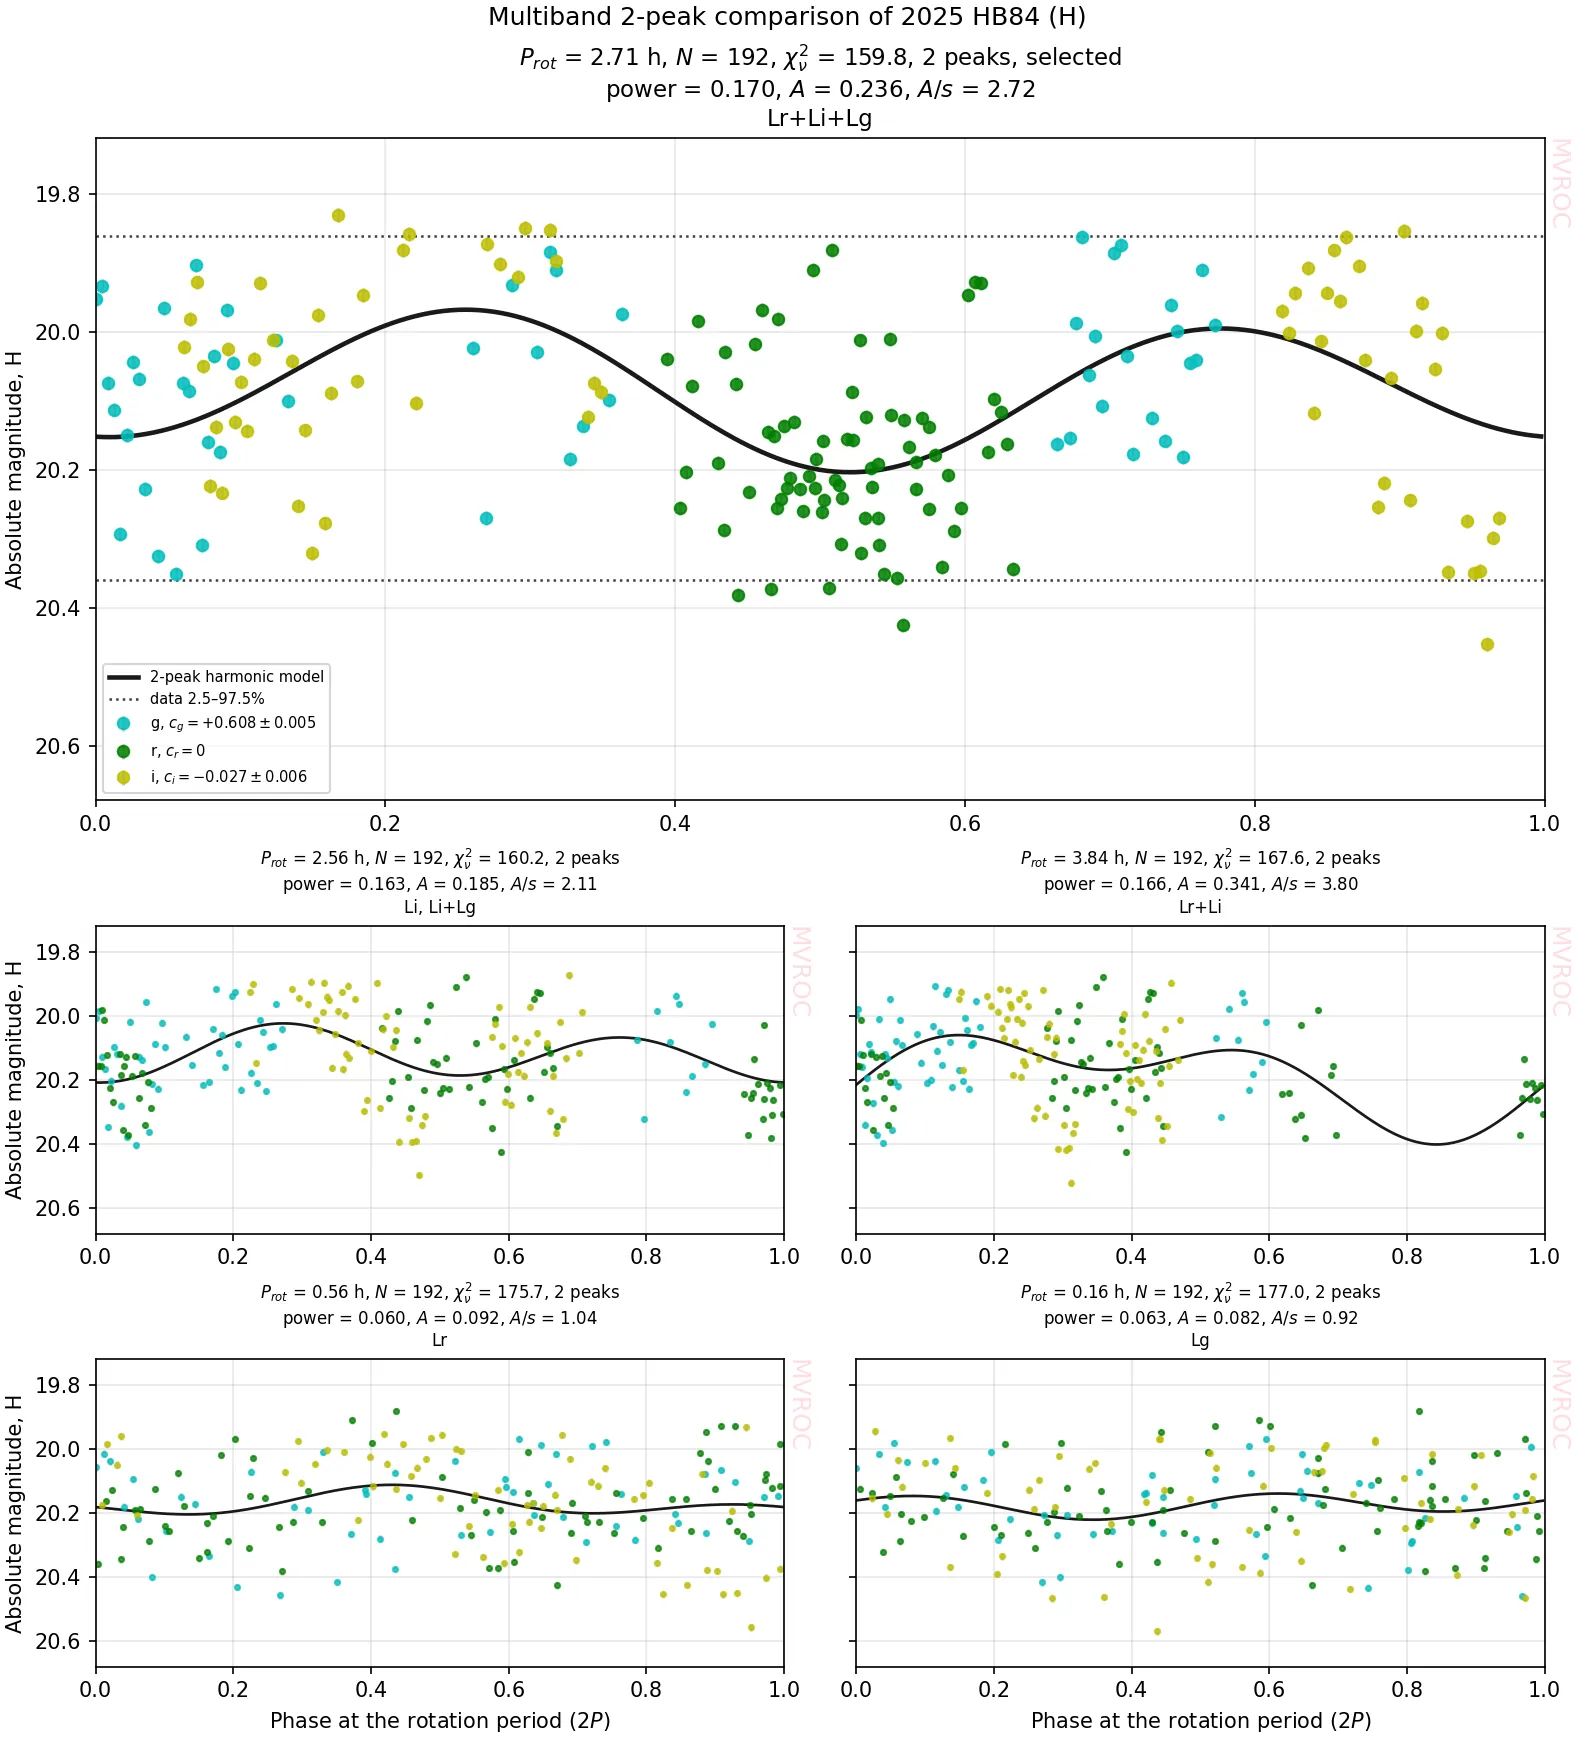 Multiband 2-peak comparison of 2025 HB84 (H)
P_rot = 2.71 h, N = 192, χ²_ν = 159.8, 2 peaks, selected
power = 0.170, A = 0.236, A/s = 2.72
Lr+Li+Lg
MVROC
Absolute magnitude, H
19.8
20.0
20.2
20.4
20.6
2-peak harmonic model
data 2.5–97.5%
g, c_g = +0.608 ± 0.005
r, c_r = 0
i, c_i = −0.027 ± 0.006
0.0 0.2 0.4 0.6 0.8 1.0
P_rot = 2.56 h, N = 192, χ²_ν = 160.2, 2 peaks
power = 0.163, A = 0.185, A/s = 2.11
Li, Li+Lg
MVROC
Absolute magnitude, H
19.8
20.0
20.2
20.4
20.6
0.0 0.2 0.4 0.6 0.8 1.0
P_rot = 3.84 h, N = 192, χ²_ν = 167.6, 2 peaks
power = 0.166, A = 0.341, A/s = 3.80
Lr+Li
MVROC
0.0 0.2 0.4 0.6 0.8 1.0
P_rot = 0.56 h, N = 192, χ²_ν = 175.7, 2 peaks
power = 0.060, A = 0.092, A/s = 1.04
Lr
MVROC
Absolute magnitude, H
19.8
20.0
20.2
20.4
20.6
0.0 0.2 0.4 0.6 0.8 1.0
Phase at the rotation period (2P)
P_rot = 0.16 h, N = 192, χ²_ν = 177.0, 2 peaks
power = 0.063, A = 0.082, A/s = 0.92
Lg
MVROC
0.0 0.2 0.4 0.6 0.8 1.0
Phase at the rotation period (2P)